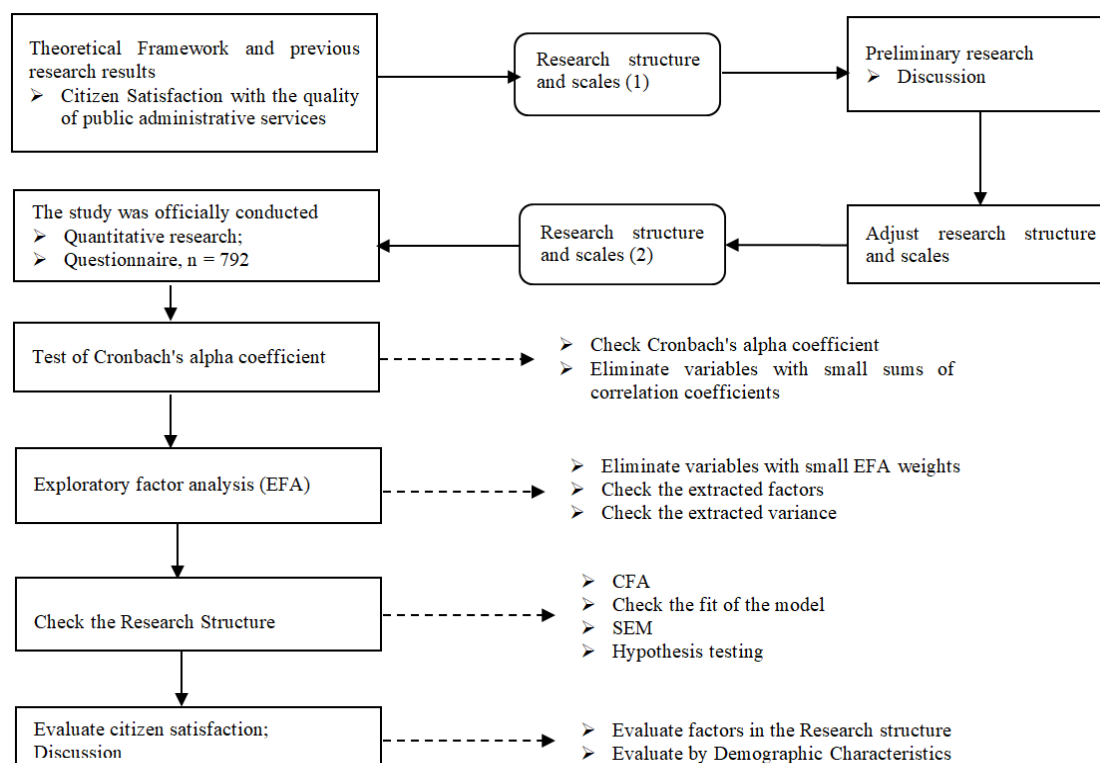 Theoretical Framework and previous
research results
➢ Citizen Satisfaction with the quality
of public administrative services
Research structure
and scales (1)
Preliminary research
➢ Discussion
The study was officially conducted
➢ Quantitative research;
➢ Questionnaire, n = 792
Research structure
and scales (2)
Adjust research structure
and scales
Test of Cronbach's alpha coefficient
➢ Check Cronbach's alpha coefficient
➢ Eliminate variables with small sums of
correlation coefficients
Exploratory factor analysis (EFA)
➢ Eliminate variables with small EFA weights
➢ Check the extracted factors
➢ Check the extracted variance
Check the Research Structure
➢ CFA
➢ Check the fit of the model
➢ SEM
➢ Hypothesis testing
Evaluate citizen satisfaction;
Discussion
➢ Evaluate factors in the Research structure
➢ Evaluate by Demographic Characteristics